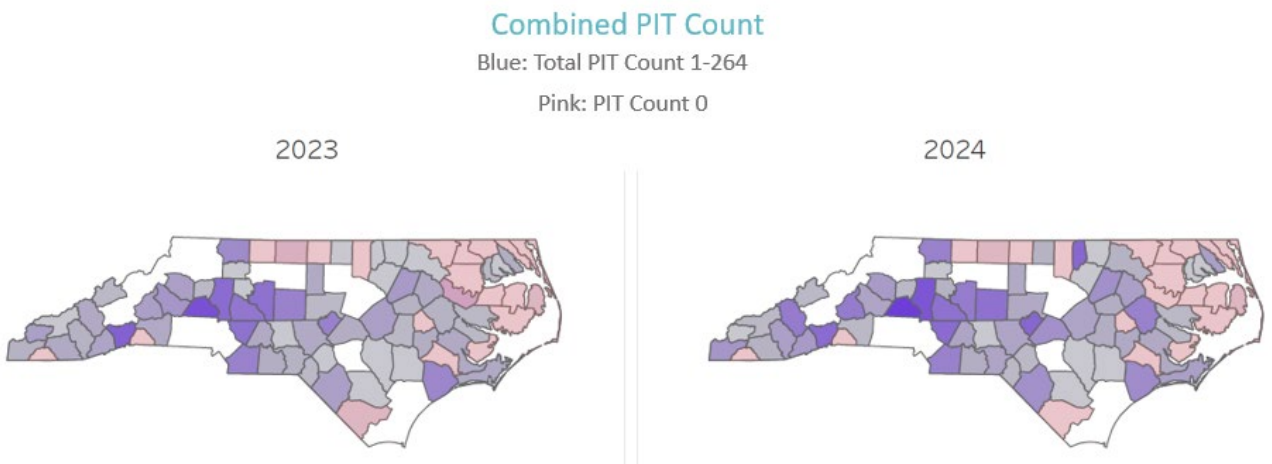 Combined PIT Count
Blue: Total PIT Count 1-264
Pink: PIT Count 0
2023
2024